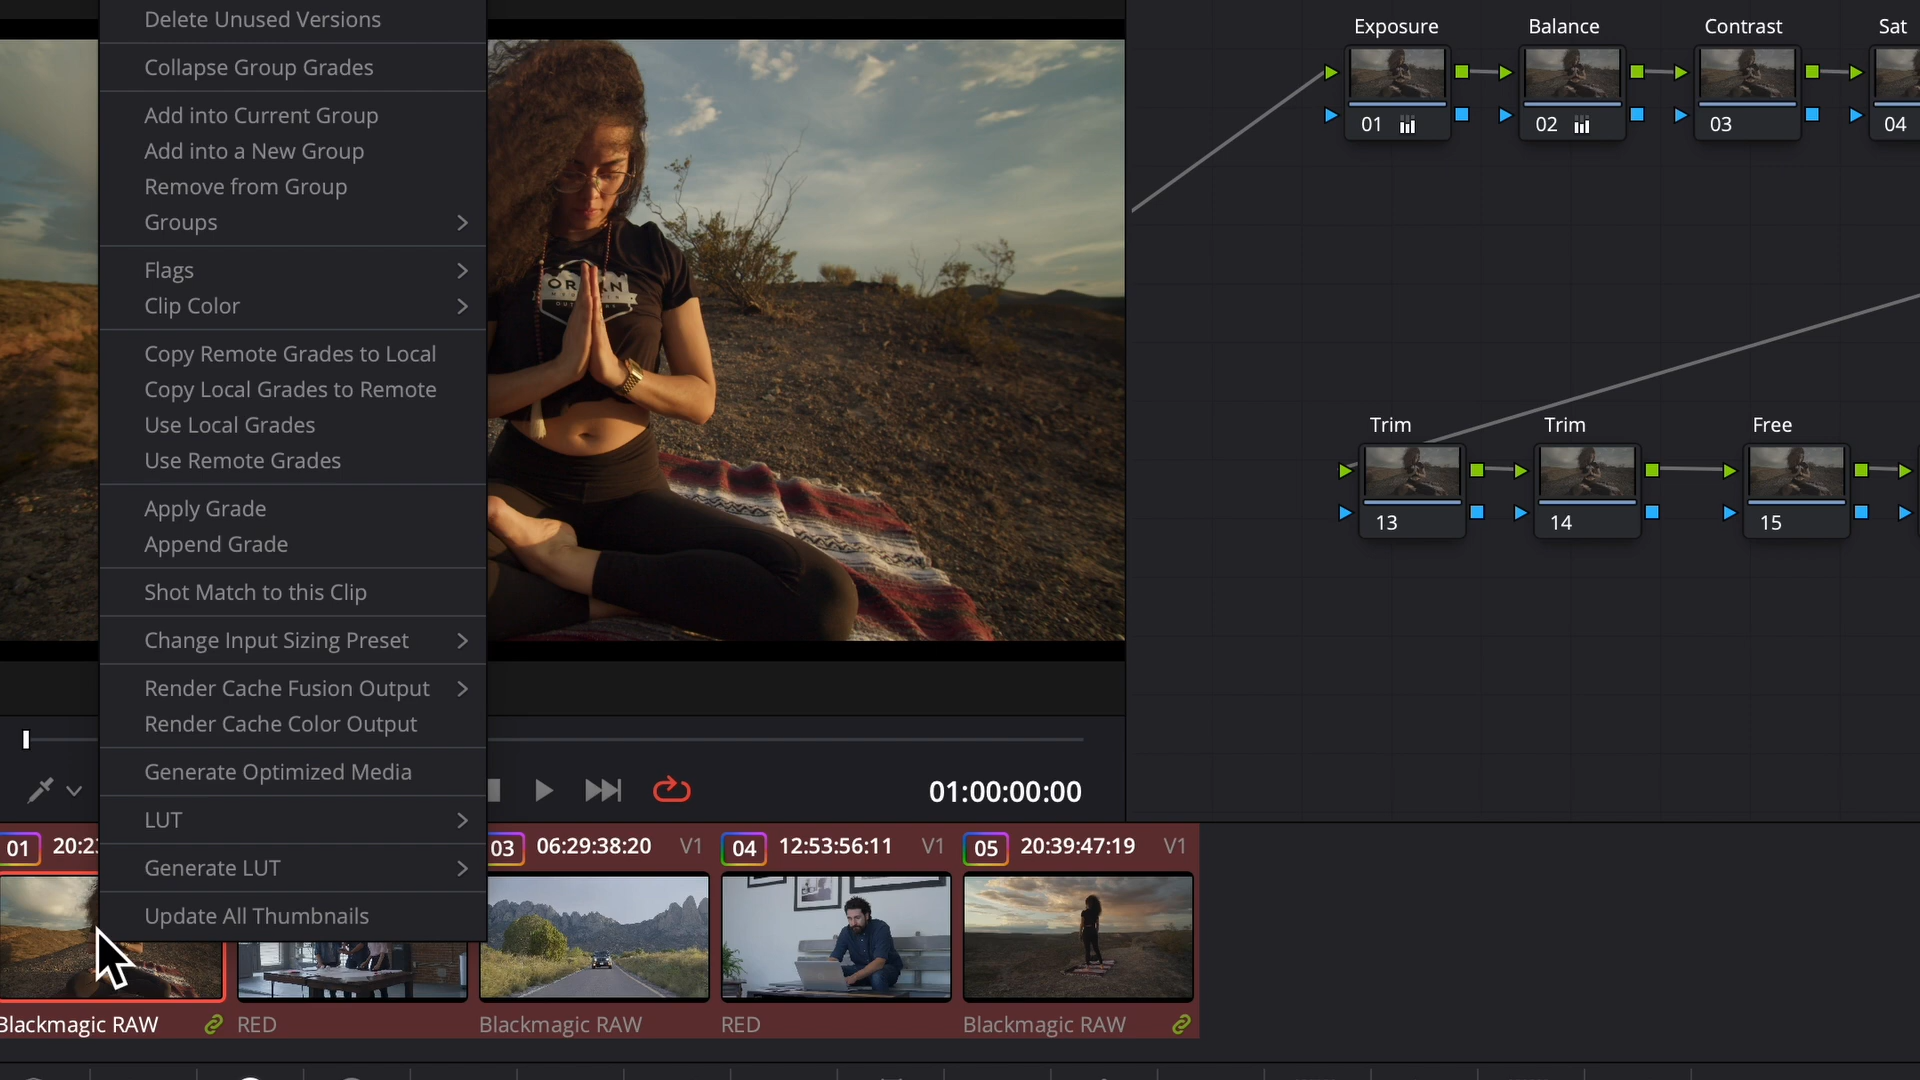 Delete Unused Versions
Collapse Group Grades
Add into Current Group
Add into a New Group
Remove from Group
Groups
Flags
Clip Color
Copy Remote Grades to Local
Copy Local Grades to Remote
Use Local Grades
Use Remote Grades
Apply Grade
Append Grade
Shot Match to this Clip
Change Input Sizing Preset
Render Cache Fusion Output
Render Cache Color Output
Generate Optimized Media
LUT
Generate LUT
Update All Thumbnails
Exposure Balance Contrast Sat
01 02 03 04
Trim Trim Free
13 14 15
01:00:00:00
01 20:2
03 06:29:38:20 V1
04 12:53:56:11 V1
05 20:39:47:19 V1
Blackmagic RAW
RED
Blackmagic RAW
RED
Blackmagic RAW